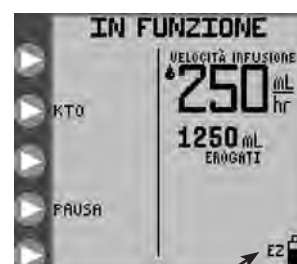 IN FUNZIONE
VELOCITÀ INFUSIONE
250 mL/hr
KTO
1250 mL
EROGATI
PAUSA
EZ